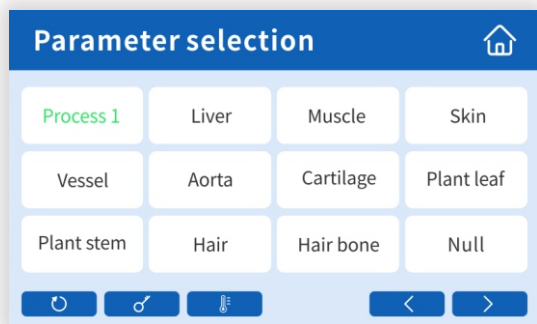 Parameter selection
Process 1 Liver Muscle Skin
Vessel Aorta Cartilage Plant leaf
Plant stem Hair Hair bone Null